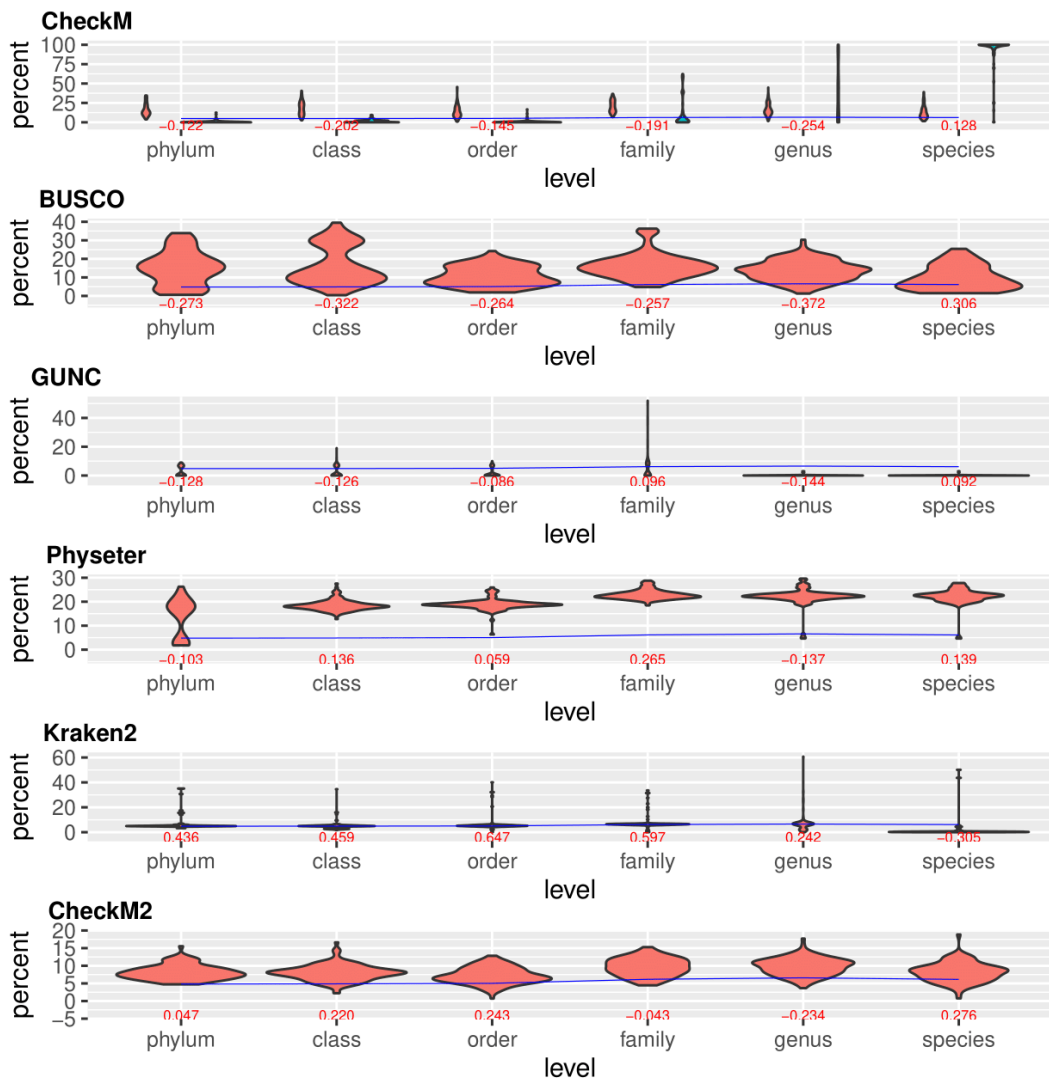 CheckM
percent
100
75
50
25
0
−0.122 −0.202 −0.145 −0.191 −0.254 0.128
phylum class order family genus species
level
BUSCO
percent
40
30
20
10
0
−0.273 −0.322 −0.264 −0.257 −0.372 0.306
phylum class order family genus species
level
GUNC
percent
40
20
0
−0.128 −0.126 −0.086 0.096 −0.144 0.092
phylum class order family genus species
level
Physeter
percent
30
20
10
0
−0.103 0.136 0.059 0.265 −0.137 0.139
phylum class order family genus species
level
Kraken2
percent
60
40
20
0
0.436 0.459 0.647 0.597 0.242 −0.305
phylum class order family genus species
level
CheckM2
percent
20
15
10
5
0
−5
0.047 0.220 0.243 −0.043 −0.234 0.276
phylum class order family genus species
level